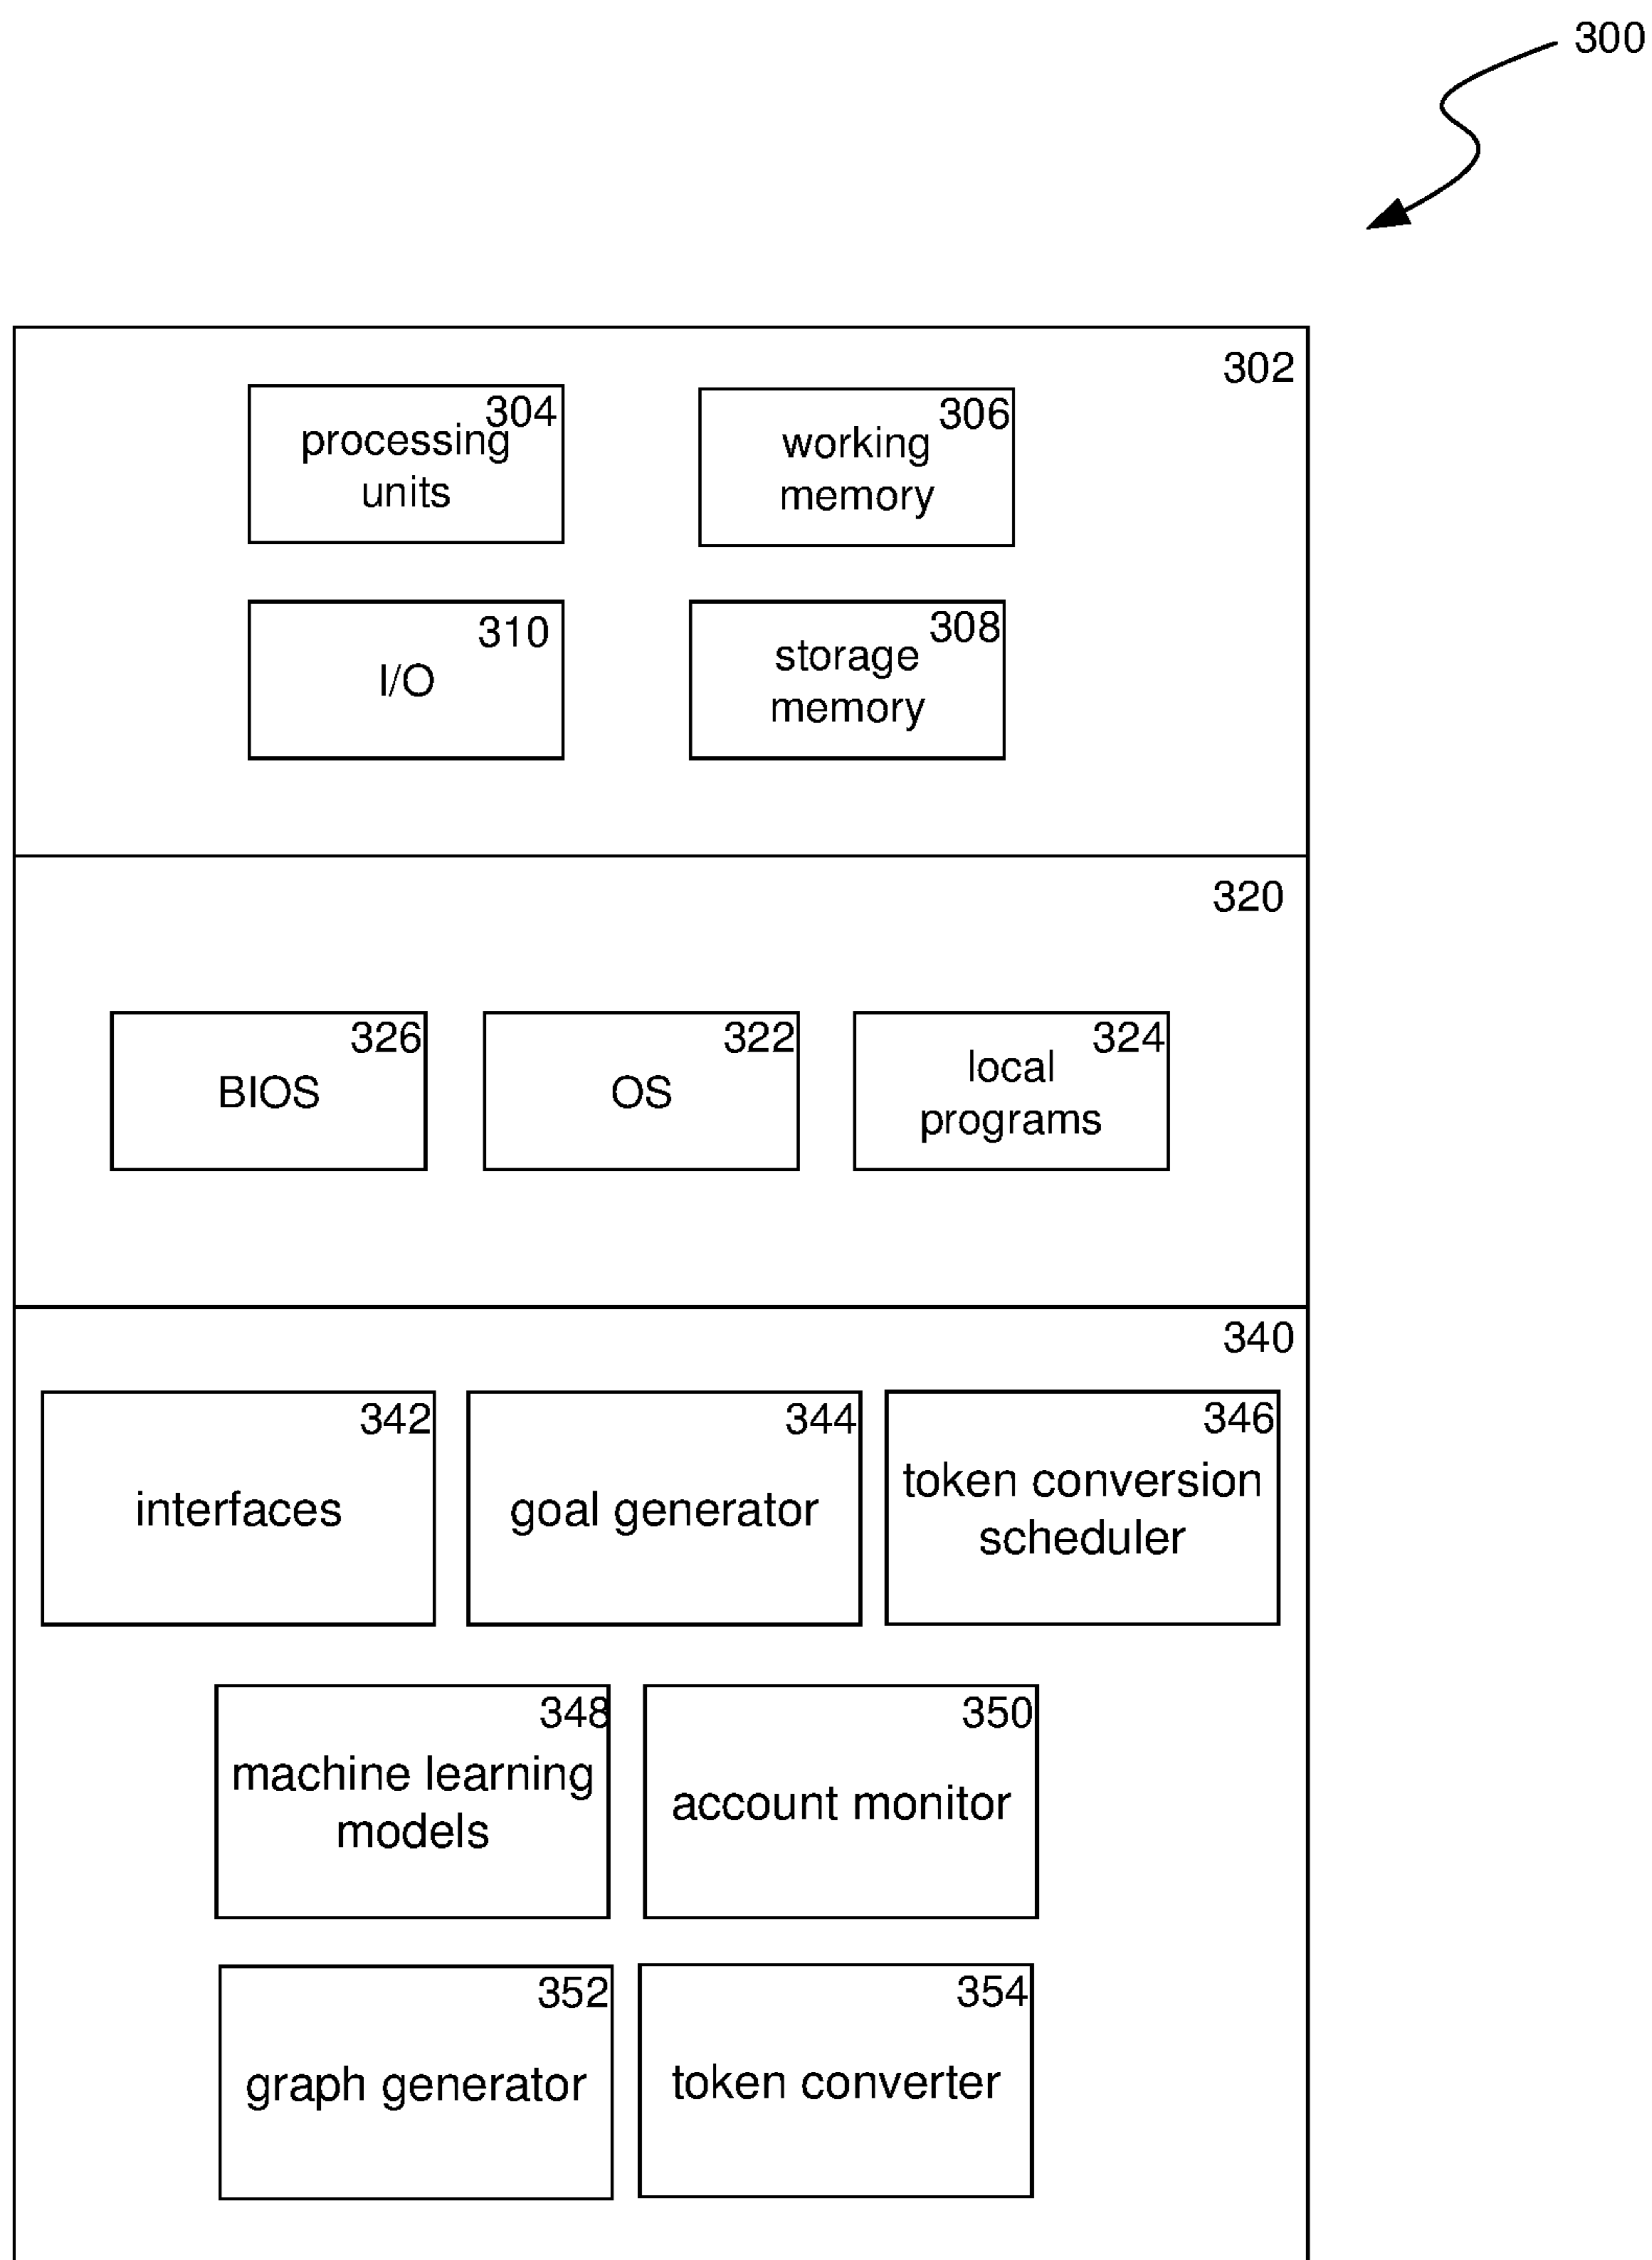 300
302
304
processing
units
306
working
memory
310
I/O
308
storage
memory
320
326
BIOS
322
OS
324
local
programs
340
342
interfaces
344
goal generator
346
token conversion
scheduler
348
machine learning
models
350
account monitor
352
graph generator
354
token converter